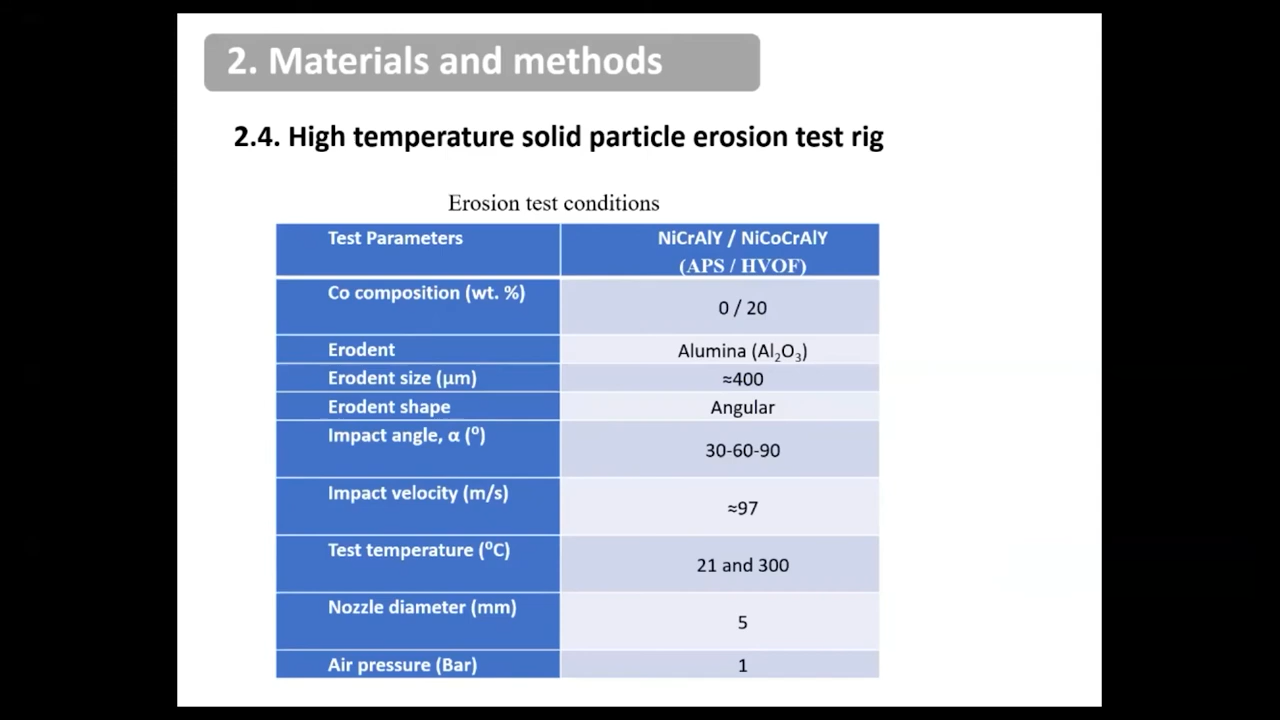 2. Materials and methods
2.4. High temperature solid particle erosion test rig
Erosion test conditions
Test Parameters
NiCrAlY / NiCoCrAlY
(APS / HVOF)
Co composition (wt. %)
0 / 20
Erodent
Alumina (Al₂O₃)
Erodent size (µm)
≈400
Erodent shape
Angular
Impact angle, α (⁰)
30-60-90
Impact velocity (m/s)
≈97
Test temperature (⁰C)
21 and 300
Nozzle diameter (mm)
5
Air pressure (Bar)
1